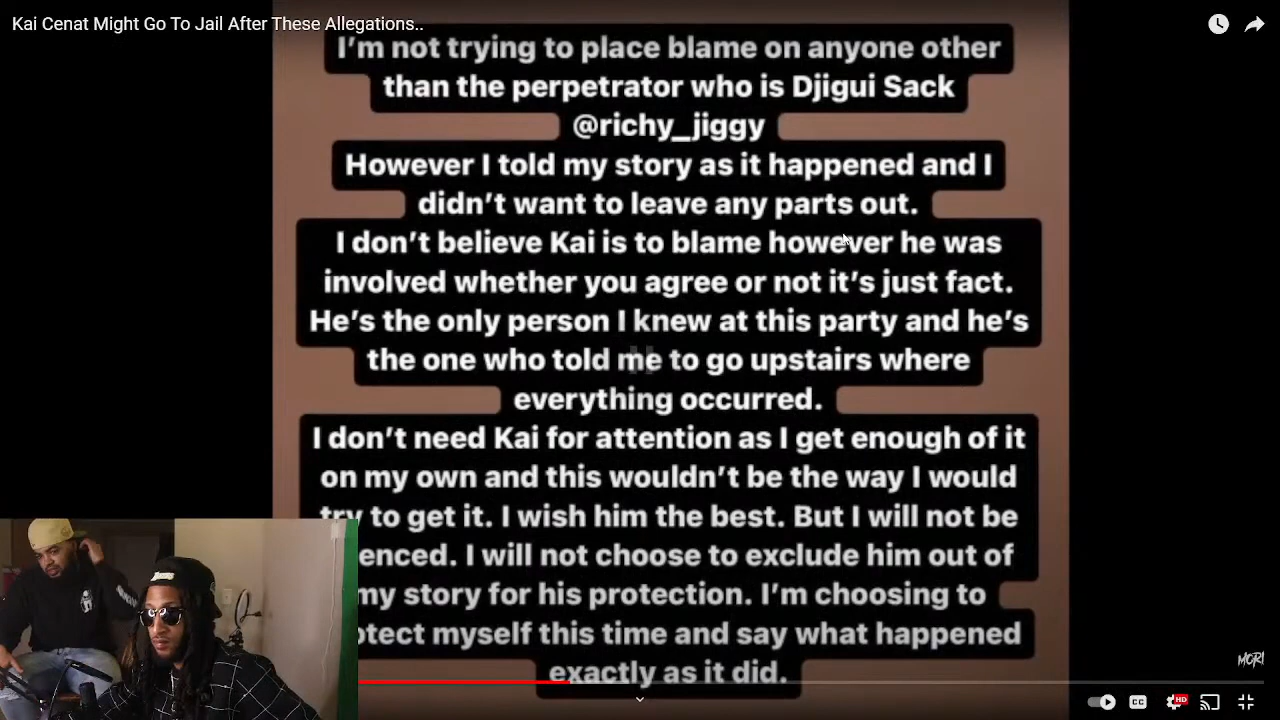 Kai Cenat Might Go To Jail After These Allegations..
I'm not trying to place blame on anyone other
than the perpetrator who is Djigui Sack
@richy_jiggy
However I told my story as it happened and I
didn't want to leave any parts out.
I don't believe Kai is to blame however he was
involved whether you agree or not it's just fact.
He's the only person I knew at this party and he's
the one who told me to go upstairs where
everything occurred.
I don't need Kai for attention as I get enough of it
on my own and this wouldn't be the way I would
try to get it. I wish him the best. But I will not be
enced. I will not choose to exclude him out of
my story for his protection. I'm choosing to
otect myself this time and say what happened
exactly as it did.
MORI
CC
HD